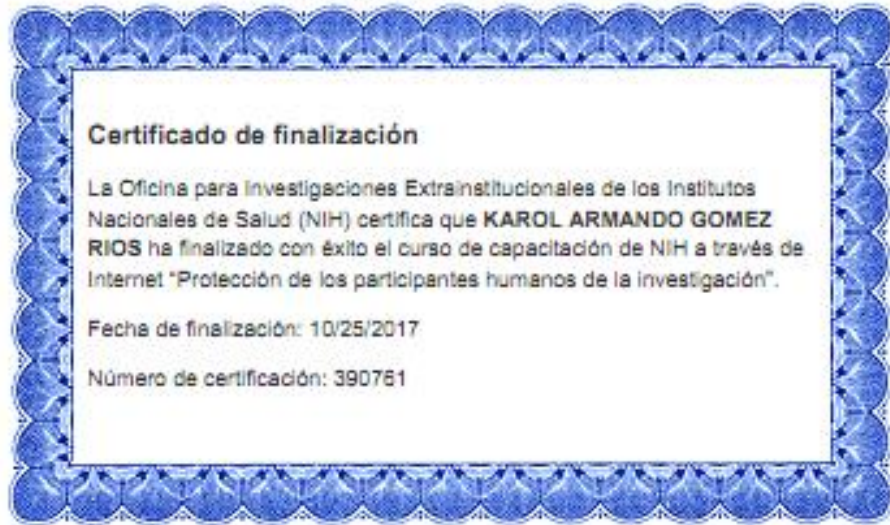 Certificado de finalización
La Oficina para Investigaciones Extrainstitucionales de los Institutos
Nacionales de Salud (NIH) certifica que KAROL ARMANDO GOMEZ
RIOS ha finalizado con éxito el curso de capacitación de NIH a través de
Internet “Protección de los participantes humanos de la investigación”.
Fecha de finalización: 10/25/2017
Número de certificación: 390761